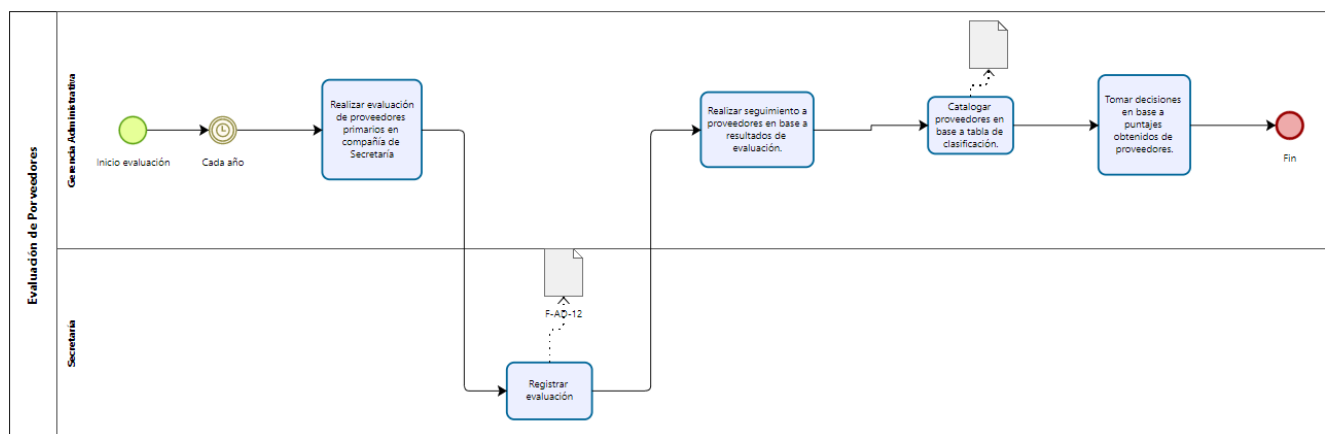 Evaluación de Porveedores
Gerencia Administrativa
Inicio evaluación
Cada año
Realizar evaluación
de proveedores
primarios en
compañía de
Secretaría
Realizar seguimiento a
proveedores en base a
resultados de
evaluación.
Catalogar
proveedores en
base a tabla de
clasificación.
Tomar decisiones
en base a
puntajes
obtenidos de
proveedores.
Fin
Secretaría
F-AD-12
Registrar
evaluación